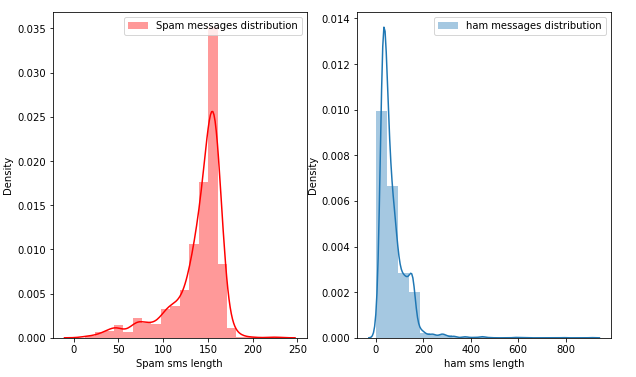 Spam messages distribution
0.035
0.030
0.025
0.020
0.015
0.010
0.005
0.000
Density
0 50 100 150 200 250
Spam sms length
ham messages distribution
0.014
0.012
0.010
0.008
0.006
0.004
0.002
0.000
Density
0 200 400 600 800
ham sms length